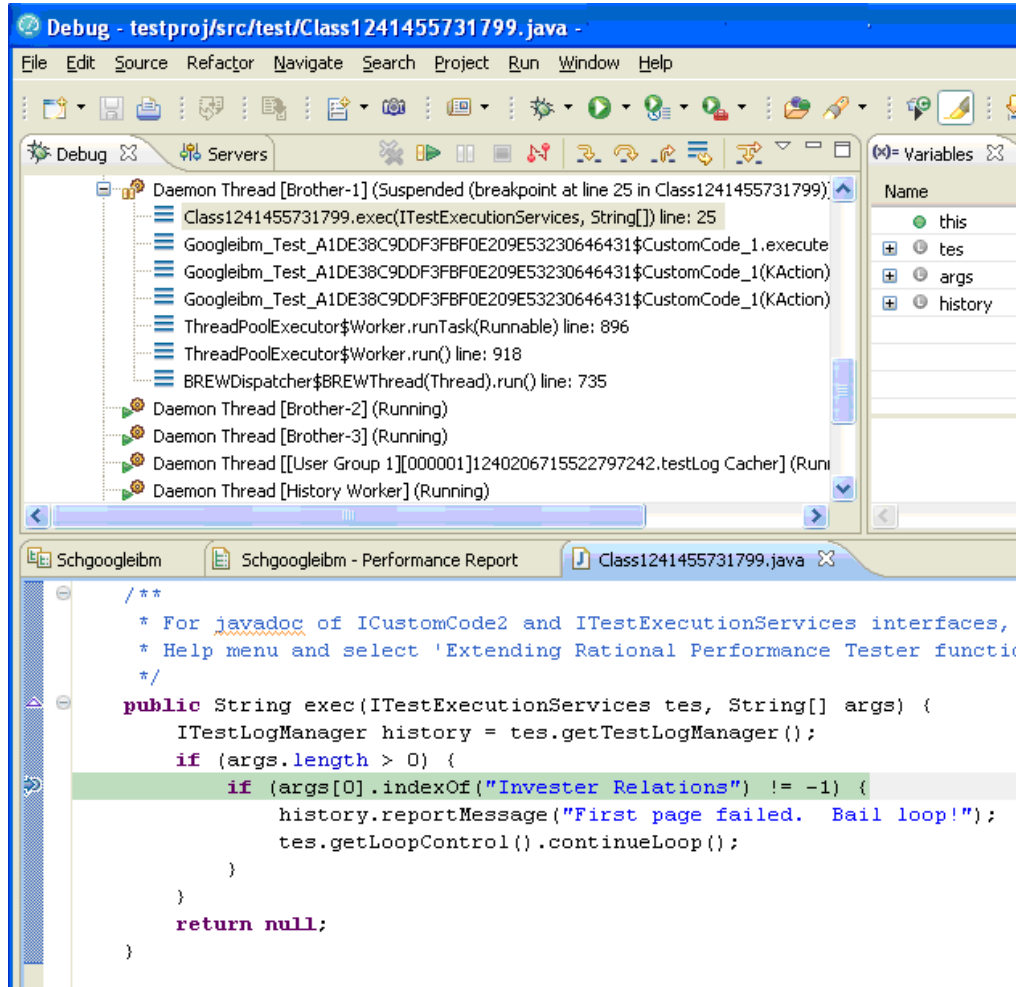 Debug - testproj/src/test/Class1241455731799.java -
File Edit Source Refactor Navigate Search Project Run Window Help
Debug Servers
Daemon Thread [Brother-1] (Suspended (breakpoint at line 25 in Class1241455731799)
Class1241455731799.exec(ITestExecutionServices, String[]) line: 25
Googleibm_Test_A1DE38C9DDF3FBF0E209E53230646431$CustomCode_1.execute
Googleibm_Test_A1DE38C9DDF3FBF0E209E53230646431$CustomCode_1(KAction)
Googleibm_Test_A1DE38C9DDF3FBF0E209E53230646431$CustomCode_1(KAction)
ThreadPoolExecutor$Worker.runTask(Runnable) line: 896
ThreadPoolExecutor$Worker.run() line: 918
BREWDispatcher$BREWThread(Thread).run() line: 735
Daemon Thread [Brother-2] (Running)
Daemon Thread [Brother-3] (Running)
Daemon Thread [[User Group 1][000001]1240206715522797242.testLog Cacher] (Runi
Daemon Thread [History Worker] (Running)
(x)= Variables
Name
this
tes
args
history
Schgoogleibm Schgoogleibm - Performance Report Class1241455731799.java
/**
* For javadoc of ICustomCode2 and ITestExecutionServices interfaces,
* Help menu and select 'Extending Rational Performance Tester functio
*/
public String exec(ITestExecutionServices tes, String[] args) {
ITestLogManager history = tes.getTestLogManager();
if (args.length > 0) {
if (args[0].indexOf("Invester Relations") != -1) {
history.reportMessage("First page failed.  Bail loop!");
tes.getLoopControl().continueLoop();
}
}
return null;
}